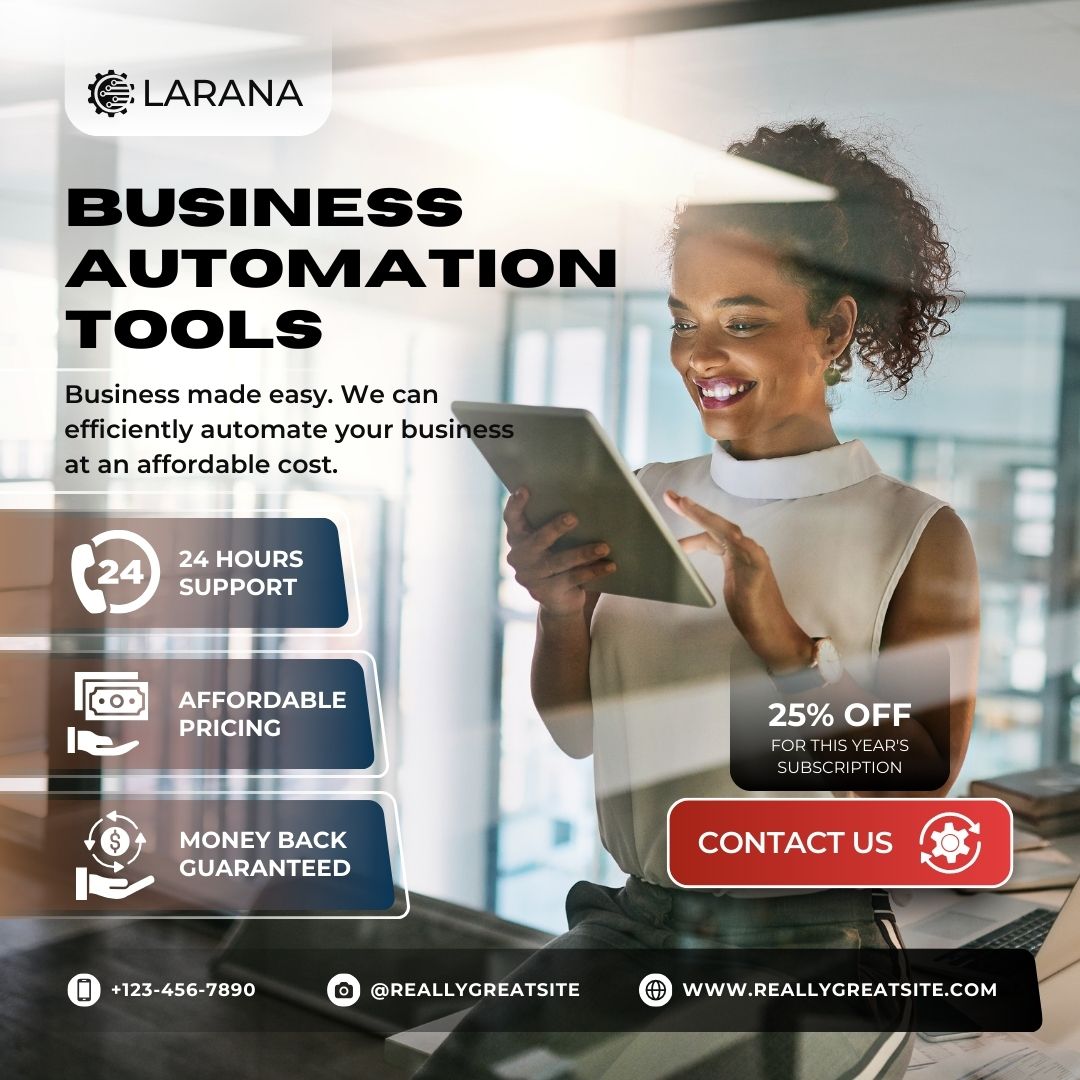 LARANA
BUSINESS
AUTOMATION
TOOLS
Business made easy. We can
efficiently automate your business
at an affordable cost.
24
24 HOURS
SUPPORT
AFFORDABLE
PRICING
$
MONEY BACK
GUARANTEED
25% OFF
FOR THIS YEAR'S
SUBSCRIPTION
CONTACT US
+123-456-7890
@REALLYGREATSITE
WWW.REALLYGREATSITE.COM